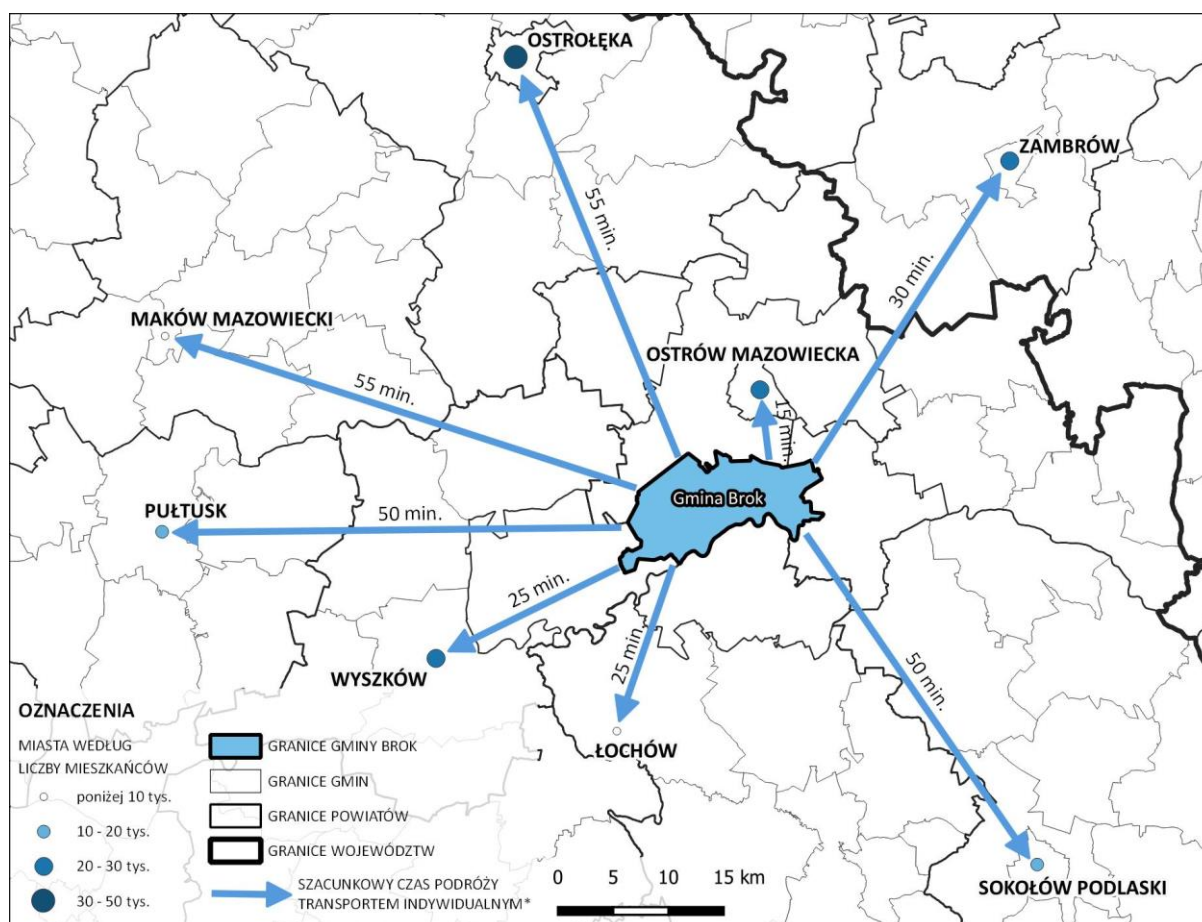 OSTROŁĘKA
ZAMBRÓW
55 min.
30 min.
MAKÓW MAZOWIECKI
OSTRÓW MAZOWIECKA
55 min.
15 min.
Gmina Brok
PUŁTUSK
50 min.
25 min.
25 min.
50 min.
WYSZKÓW
ŁOCHÓW
SOKOŁÓW PODLASKI
OZNACZENIA
MIASTA WEDŁUG
LICZBY MIESZKAŃCÓW
poniżej 10 tys.
10 - 20 tys.
20 - 30 tys.
30 - 50 tys.
GRANICE GMINY BROK
GRANICE GMIN
GRANICE POWIATÓW
GRANICE WOJEWÓDZTW
SZACUNKOWY CZAS PODRÓŻY
TRANSPORTEM INDYWIDUALNYM*
0 5 10 15 km